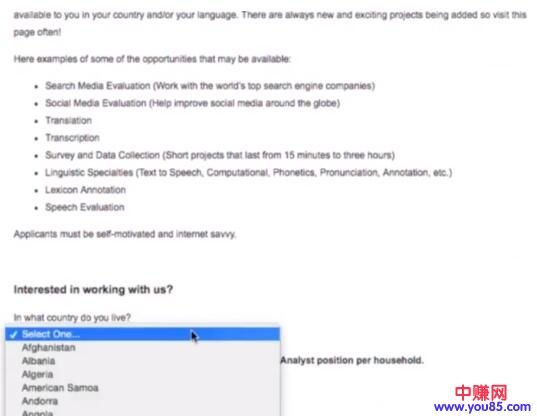 available to you in your country and/or your language. There are always new and exciting projects being added so visit this
page often!
Here examples of some of the opportunities that may be available:
• Search Media Evaluation (Work with the world's top search engine companies)
• Social Media Evaluation (Help improve social media around the globe)
• Translation
• Transcription
• Survey and Data Collection (Short projects that last from 15 minutes to three hours)
• Linguistic Specialties (Text to Speech, Computational, Phonetics, Pronunciation, Annotation, etc.)
• Lexicon Annotation
• Speech Evaluation
Applicants must be self-motivated and internet savvy.
Interested in working with us?
In what country do you live?
✓ Select One...
Afghanistan
Albania
Analyst position per household.
Algeria
American Samoa
Andorra
Angola
中赚网
www.you85.com